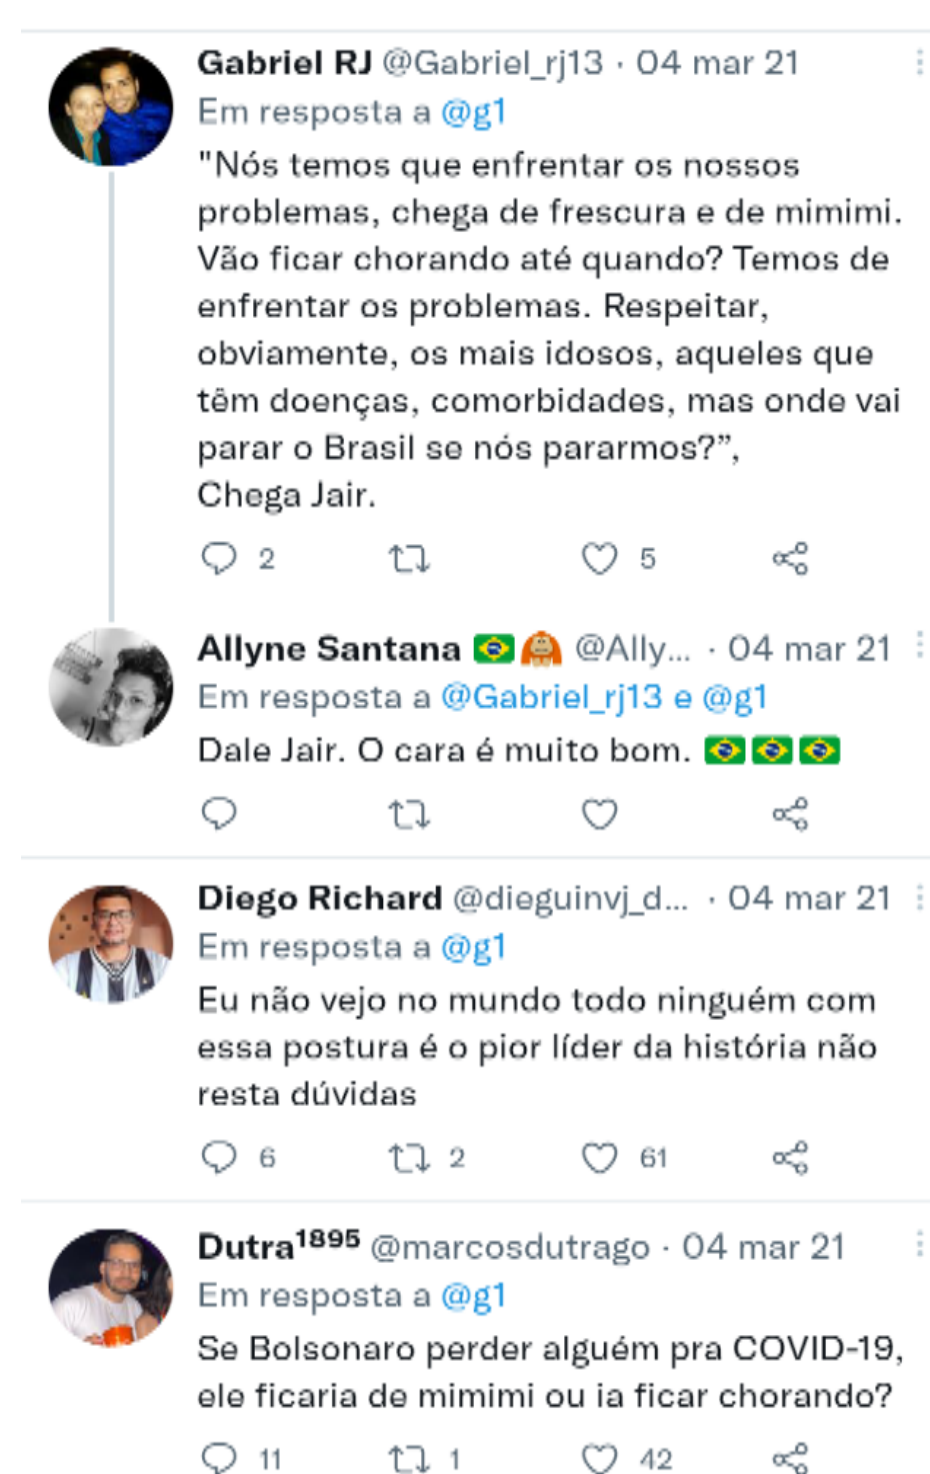 Gabriel RJ @Gabriel_rj13 · 04 mar 21
Em resposta a @g1
"Nós temos que enfrentar os nossos
problemas, chega de frescura e de mimimi.
Vão ficar chorando até quando? Temos de
enfrentar os problemas. Respeitar,
obviamente, os mais idosos, aqueles que
têm doenças, comorbidades, mas onde vai
parar o Brasil se nós pararmos?”,
Chega Jair.
2 5
Allyne Santana 🇧🇷🦧 @Ally... · 04 mar 21
Em resposta a @Gabriel_rj13 e @g1
Dale Jair. O cara é muito bom. 🇧🇷🇧🇷🇧🇷
Diego Richard @dieguinvj_d... · 04 mar 21
Em resposta a @g1
Eu não vejo no mundo todo ninguém com
essa postura é o pior líder da história não
resta dúvidas
6 2 61
Dutra¹⁸⁹⁵ @marcosdutrago · 04 mar 21
Em resposta a @g1
Se Bolsonaro perder alguém pra COVID-19,
ele ficaria de mimimi ou ia ficar chorando?
11 1 42